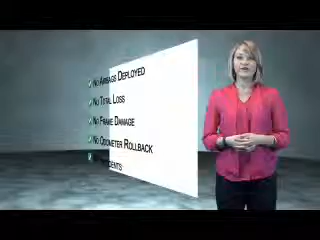 No Airbags Deployed
No Total Loss
No Frame Damage
No Odometer Rollback